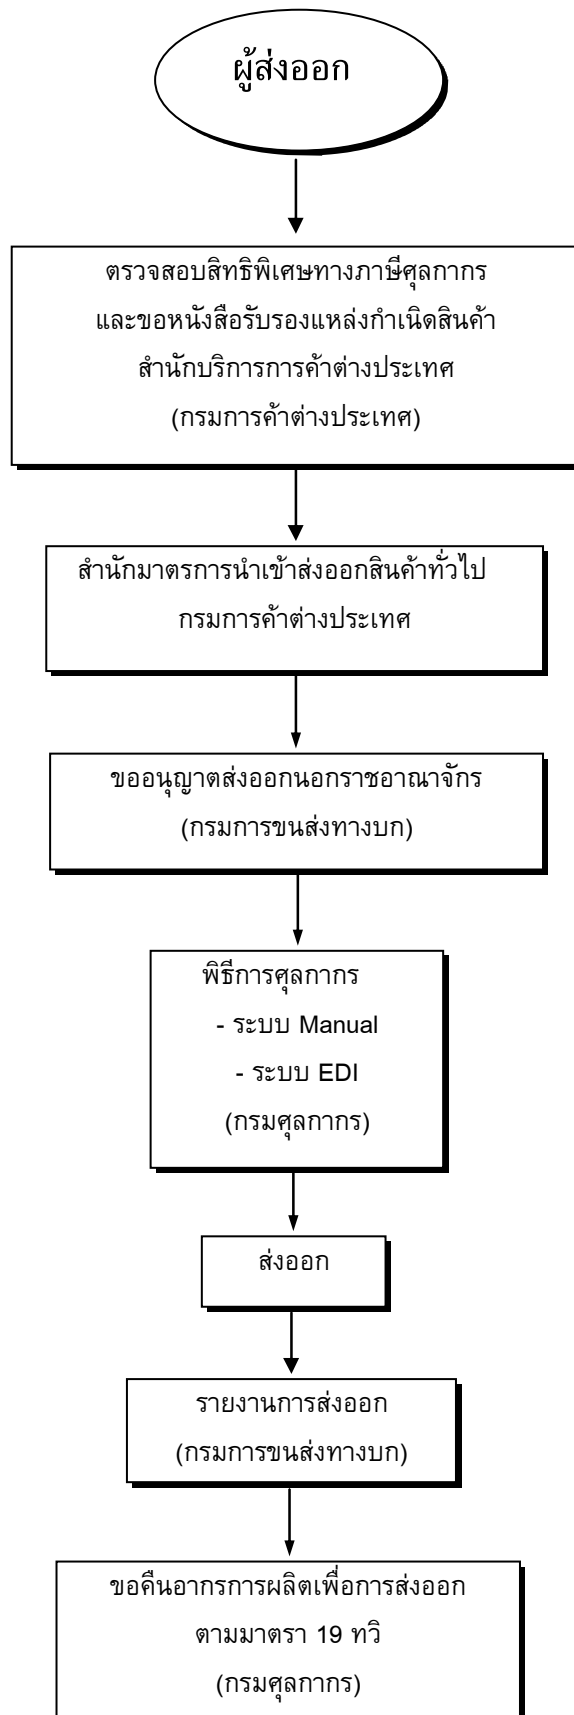 ผู้ส่งออก
ตรวจสอบสิทธิพิเศษทางภาษีศุลกากร
และขอหนังสือรับรองแหล่งกำเนิดสินค้า
สำนักบริการการค้าต่างประเทศ
(กรมการค้าต่างประเทศ)
สำนักมาตรการนำเข้าส่งออกสินค้าทั่วไป
กรมการค้าต่างประเทศ
ขออนุญาตส่งออกนอกราชอาณาจักร
(กรมการขนส่งทางบก)
พิธีการศุลกากร
- ระบบ Manual
- ระบบ EDI
(กรมศุลกากร)
ส่งออก
รายงานการส่งออก
(กรมการขนส่งทางบก)
ขอคืนอากรการผลิตเพื่อการส่งออก
ตามมาตรา 19 ทวิ
(กรมศุลกากร)